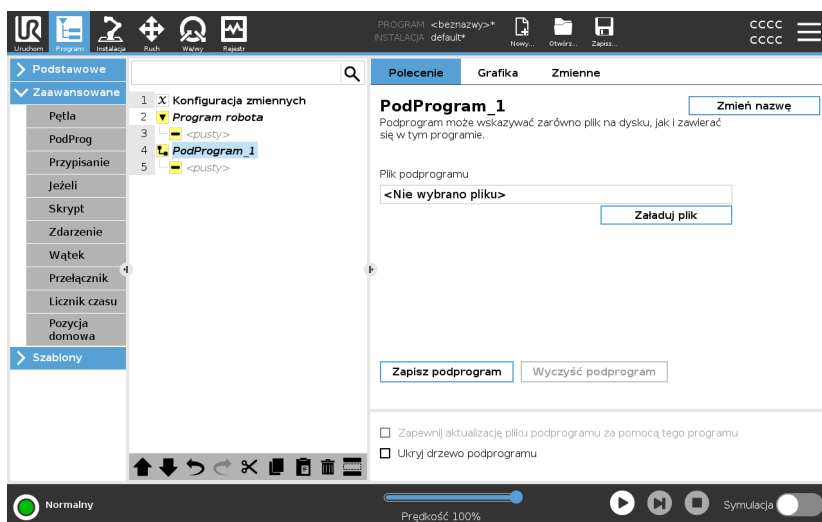 PROGRAM <beznazwy>*
INSTALACJA default*
UR
Uruchom Program Instalacja Ruch We/wy Rejestr Nowy... Otwórz... Zapisz...
cccc
cccc
Podstawowe
Zaawansowane
Pętla
PodProg
Przypisanie
Jeżeli
Skrypt
Zdarzenie
Wątek
Przełącznik
Licznik czasu
Pozycja
domowa
Szablony
1 X Konfiguracja zmiennych
2 Program robota
3 <pusty>
4 PodProgram_1
5 <pusty>
Polecenie Grafika Zmienne
PodProgram_1
Zmień nazwę
Podprogram może wskazywać zarówno plik na dysku, jak i zawierać
się w tym programie.
Plik podprogramu
<Nie wybrano pliku>
Załaduj plik
Zapisz podprogram Wyczyść podprogram
Zapewnij aktualizację pliku podprogramu za pomocą tego programu
Ukryj drzewo podprogramu
Normalny
Prędkość 100%
Symulacja